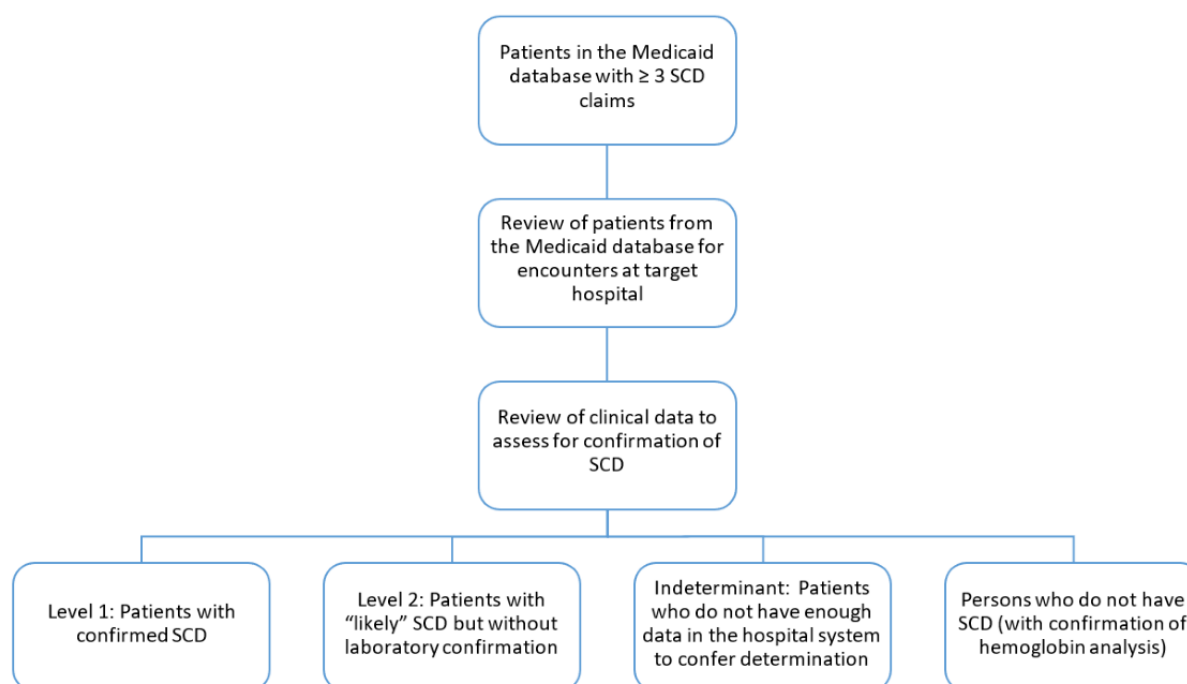 Patients in the Medicaid
database with ≥ 3 SCD
claims
Review of patients from
the Medicaid database for
encounters at target
hospital
Review of clinical data to
assess for confirmation of
SCD
Level 1: Patients with
confirmed SCD
Level 2: Patients with
“likely” SCD but without
laboratory confirmation
Indeterminant: Patients
who do not have enough
data in the hospital system
to confer determination
Persons who do not have
SCD (with confirmation of
hemoglobin analysis)